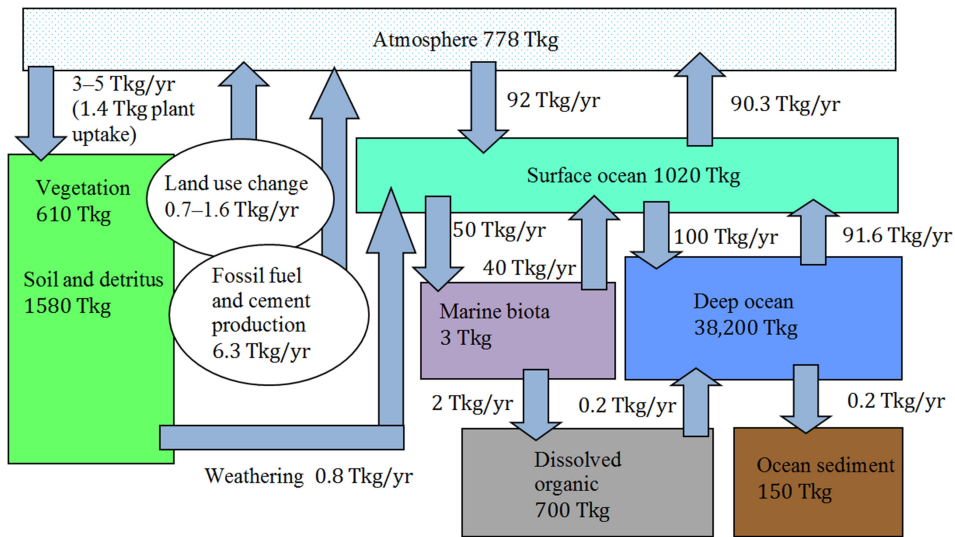 Atmosphere 778 Tkg
3–5 Tkg/yr
(1.4 Tkg plant
uptake)
92 Tkg/yr
90.3 Tkg/yr
Vegetation
610 Tkg
Land use change
0.7–1.6 Tkg/yr
Surface ocean 1020 Tkg
50 Tkg/yr
40 Tkg/yr
100 Tkg/yr
91.6 Tkg/yr
Soil and detritus
1580 Tkg
Fossil fuel
and cement
production
6.3 Tkg/yr
Marine biota
3 Tkg
Deep ocean
38,200 Tkg
2 Tkg/yr
0.2 Tkg/yr
0.2 Tkg/yr
Weathering 0.8 Tkg/yr
Dissolved
organic
700 Tkg
Ocean sediment
150 Tkg